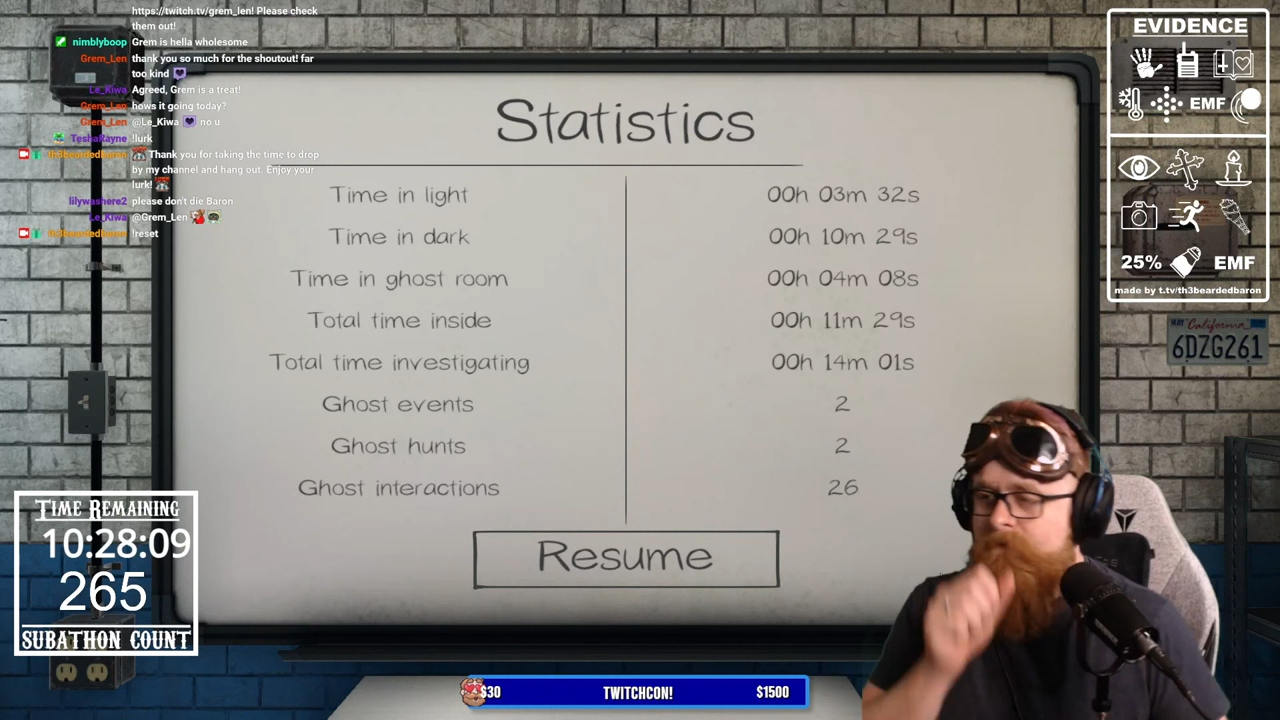 https://twitch.tv/grem_len! Please check
them out!
nimblyboop Grem is hella wholesome
Grem_Len thank you so much for the shoutout! far
too kind
Le_Kiwa Agreed, Grem is a treat!
Grem_Len hows it going today?
Grem_Len @Le_Kiwa no u
TeshaRayne !lurk
th3beardedbaron Thank you for taking the time to drop
by my channel and hang out. Enjoy your
lurk!
lilywashere2 please don't die Baron
Le_Kiwa @Grem_Len
th3beardedbaron !reset
Statistics
Time in light 00h 03m 32s
Time in dark 00h 10m 29s
Time in ghost room 00h 04m 08s
Total time inside 00h 11m 29s
Total time investigating 00h 14m 01s
Ghost events 2
Ghost hunts 2
Ghost interactions 26
Resume
EVIDENCE
EMF
25% EMF
made by t.tv/th3beardedbaron
California
6DZG261
TIME REMAINING
10:28:09
265
SUBATHON COUNT
$30 TWITCHCON! $1500